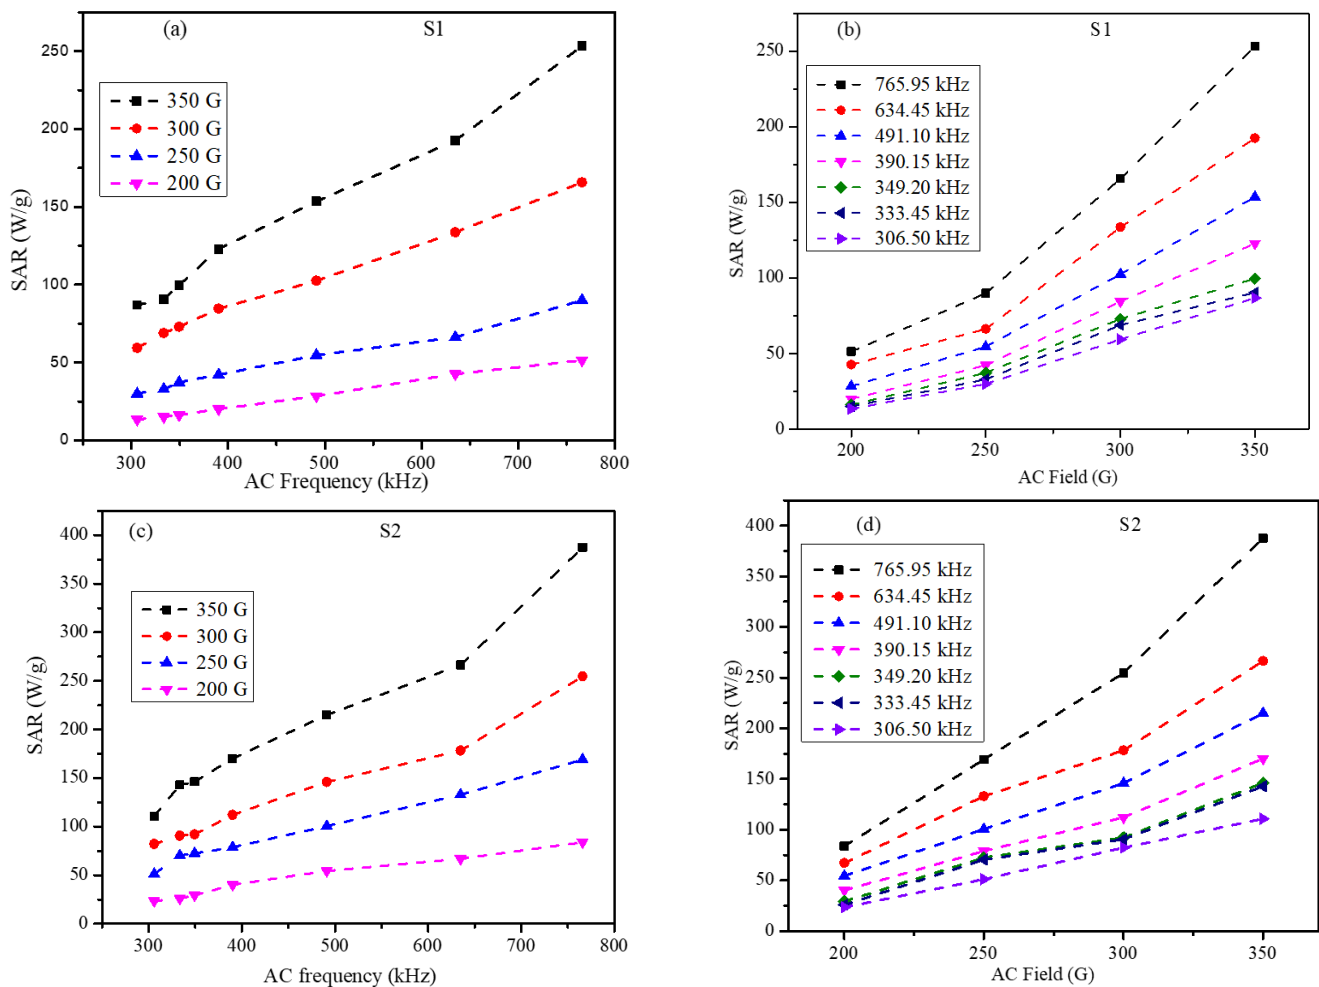 (a) S1
250
200
150
100
50
0
SAR (W/g)
350 G
300 G
250 G
200 G
300 400 500 600 700 800
AC Frequency (kHz)
(b) S1
250
200
150
100
50
0
SAR (W/g)
765.95 kHz
634.45 kHz
491.10 kHz
390.15 kHz
349.20 kHz
333.45 kHz
306.50 kHz
200 250 300 350
AC Field (G)
(c) S2
400
350
300
250
200
150
100
50
0
SAR (W/g)
350 G
300 G
250 G
200 G
300 400 500 600 700 800
AC frequency (kHz)
(d) S2
400
350
300
250
200
150
100
50
0
SAR (W/g)
765.95 kHz
634.45 kHz
491.10 kHz
390.15 kHz
349.20 kHz
333.45 kHz
306.50 kHz
200 250 300 350
AC Field (G)